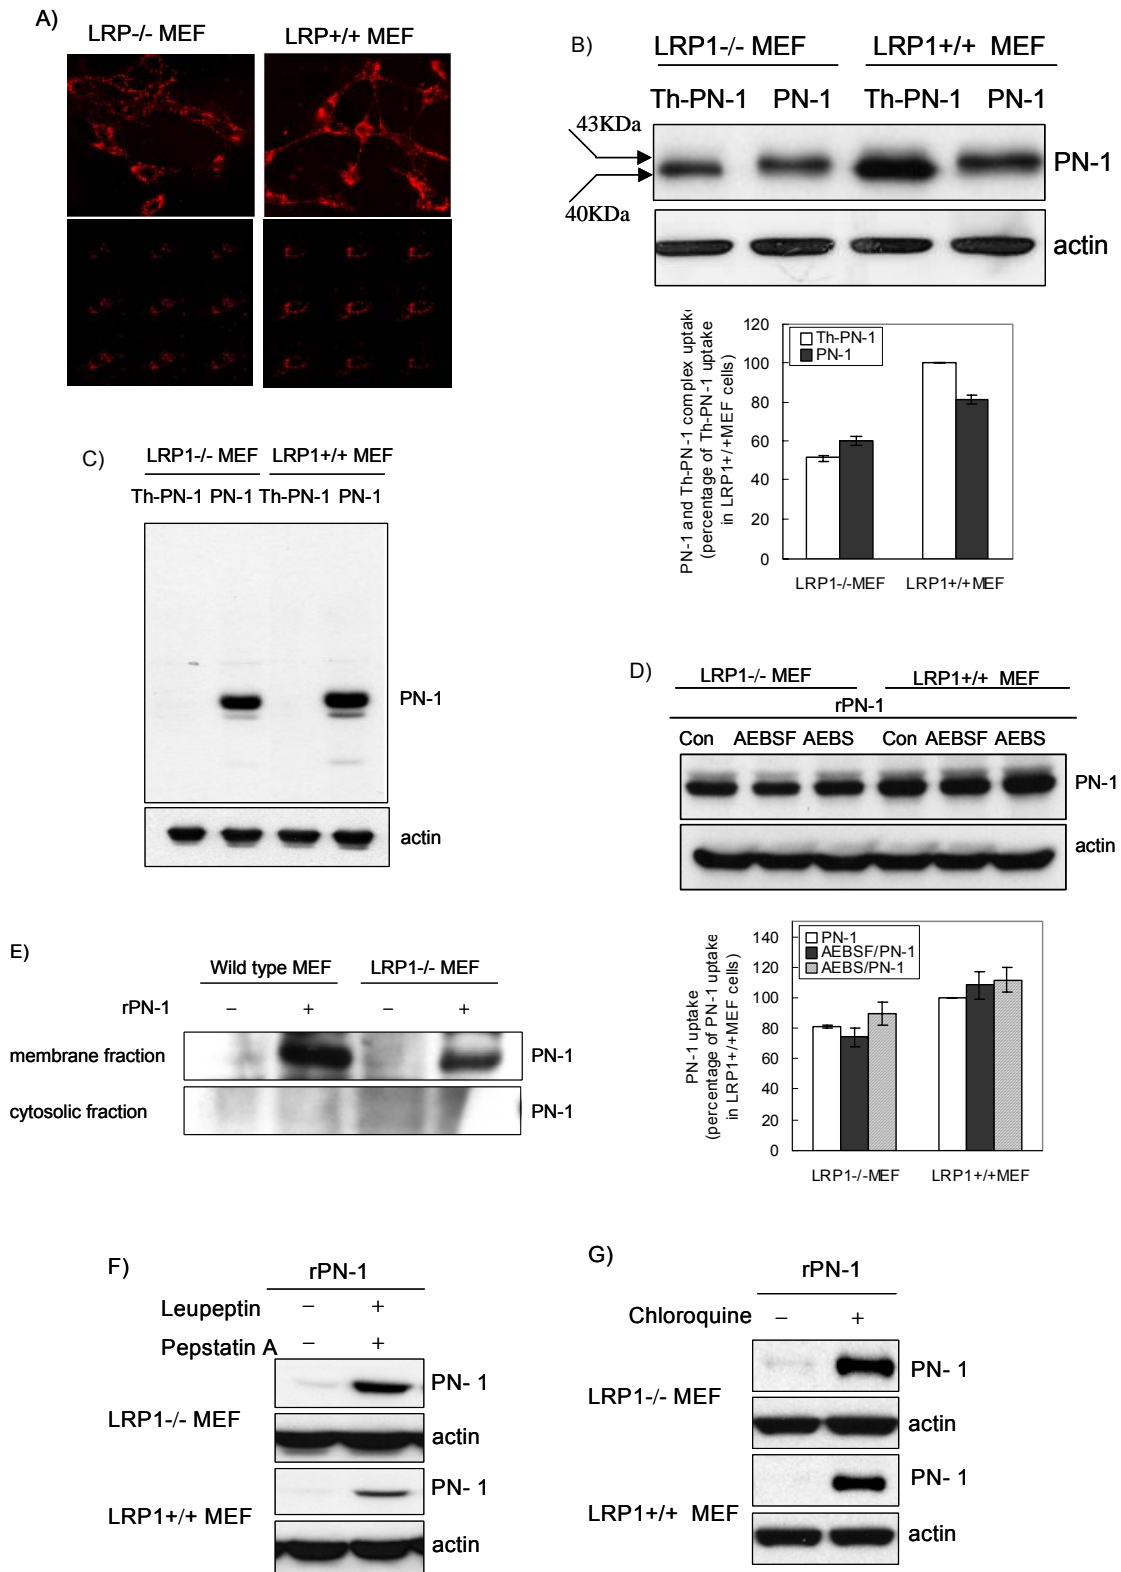 A)
LRP-/- MEF LRP+/+ MEF
B)
LRP1-/- MEF LRP1+/+ MEF
Th-PN-1 PN-1 Th-PN-1 PN-1
43KDa
40KDa
PN-1
actin
PN-1 and Th-PN-1 complex uptake
(percentage of Th-PN-1 uptake
in LRP1+/+MEF cells)
120
100
80
60
40
20
0
Th-PN-1
PN-1
LRP1-/-MEF LRP1+/+MEF
C)
LRP1-/- MEF LRP1+/+ MEF
Th-PN-1 PN-1 Th-PN-1 PN-1
PN-1
actin
D)
LRP1-/- MEF LRP1+/+ MEF
rPN-1
Con AEBSF AEBS Con AEBSF AEBS
PN-1
actin
PN-1 uptake
(percentage of PN-1 uptake
in LRP1+/+MEF cells)
140
120
100
80
60
40
20
0
PN-1
AEBSF/PN-1
AEBS/PN-1
LRP1-/-MEF LRP1+/+MEF
E)
Wild type MEF LRP1-/- MEF
rPN-1 – + – +
membrane fraction PN-1
cytosolic fraction PN-1
F)
rPN-1
Leupeptin – +
Pepstatin A – +
PN- 1
LRP1-/- MEF
actin
PN- 1
LRP1+/+ MEF
actin
G)
rPN-1
Chloroquine – +
PN- 1
LRP1-/- MEF
actin
PN- 1
LRP1+/+ MEF
actin